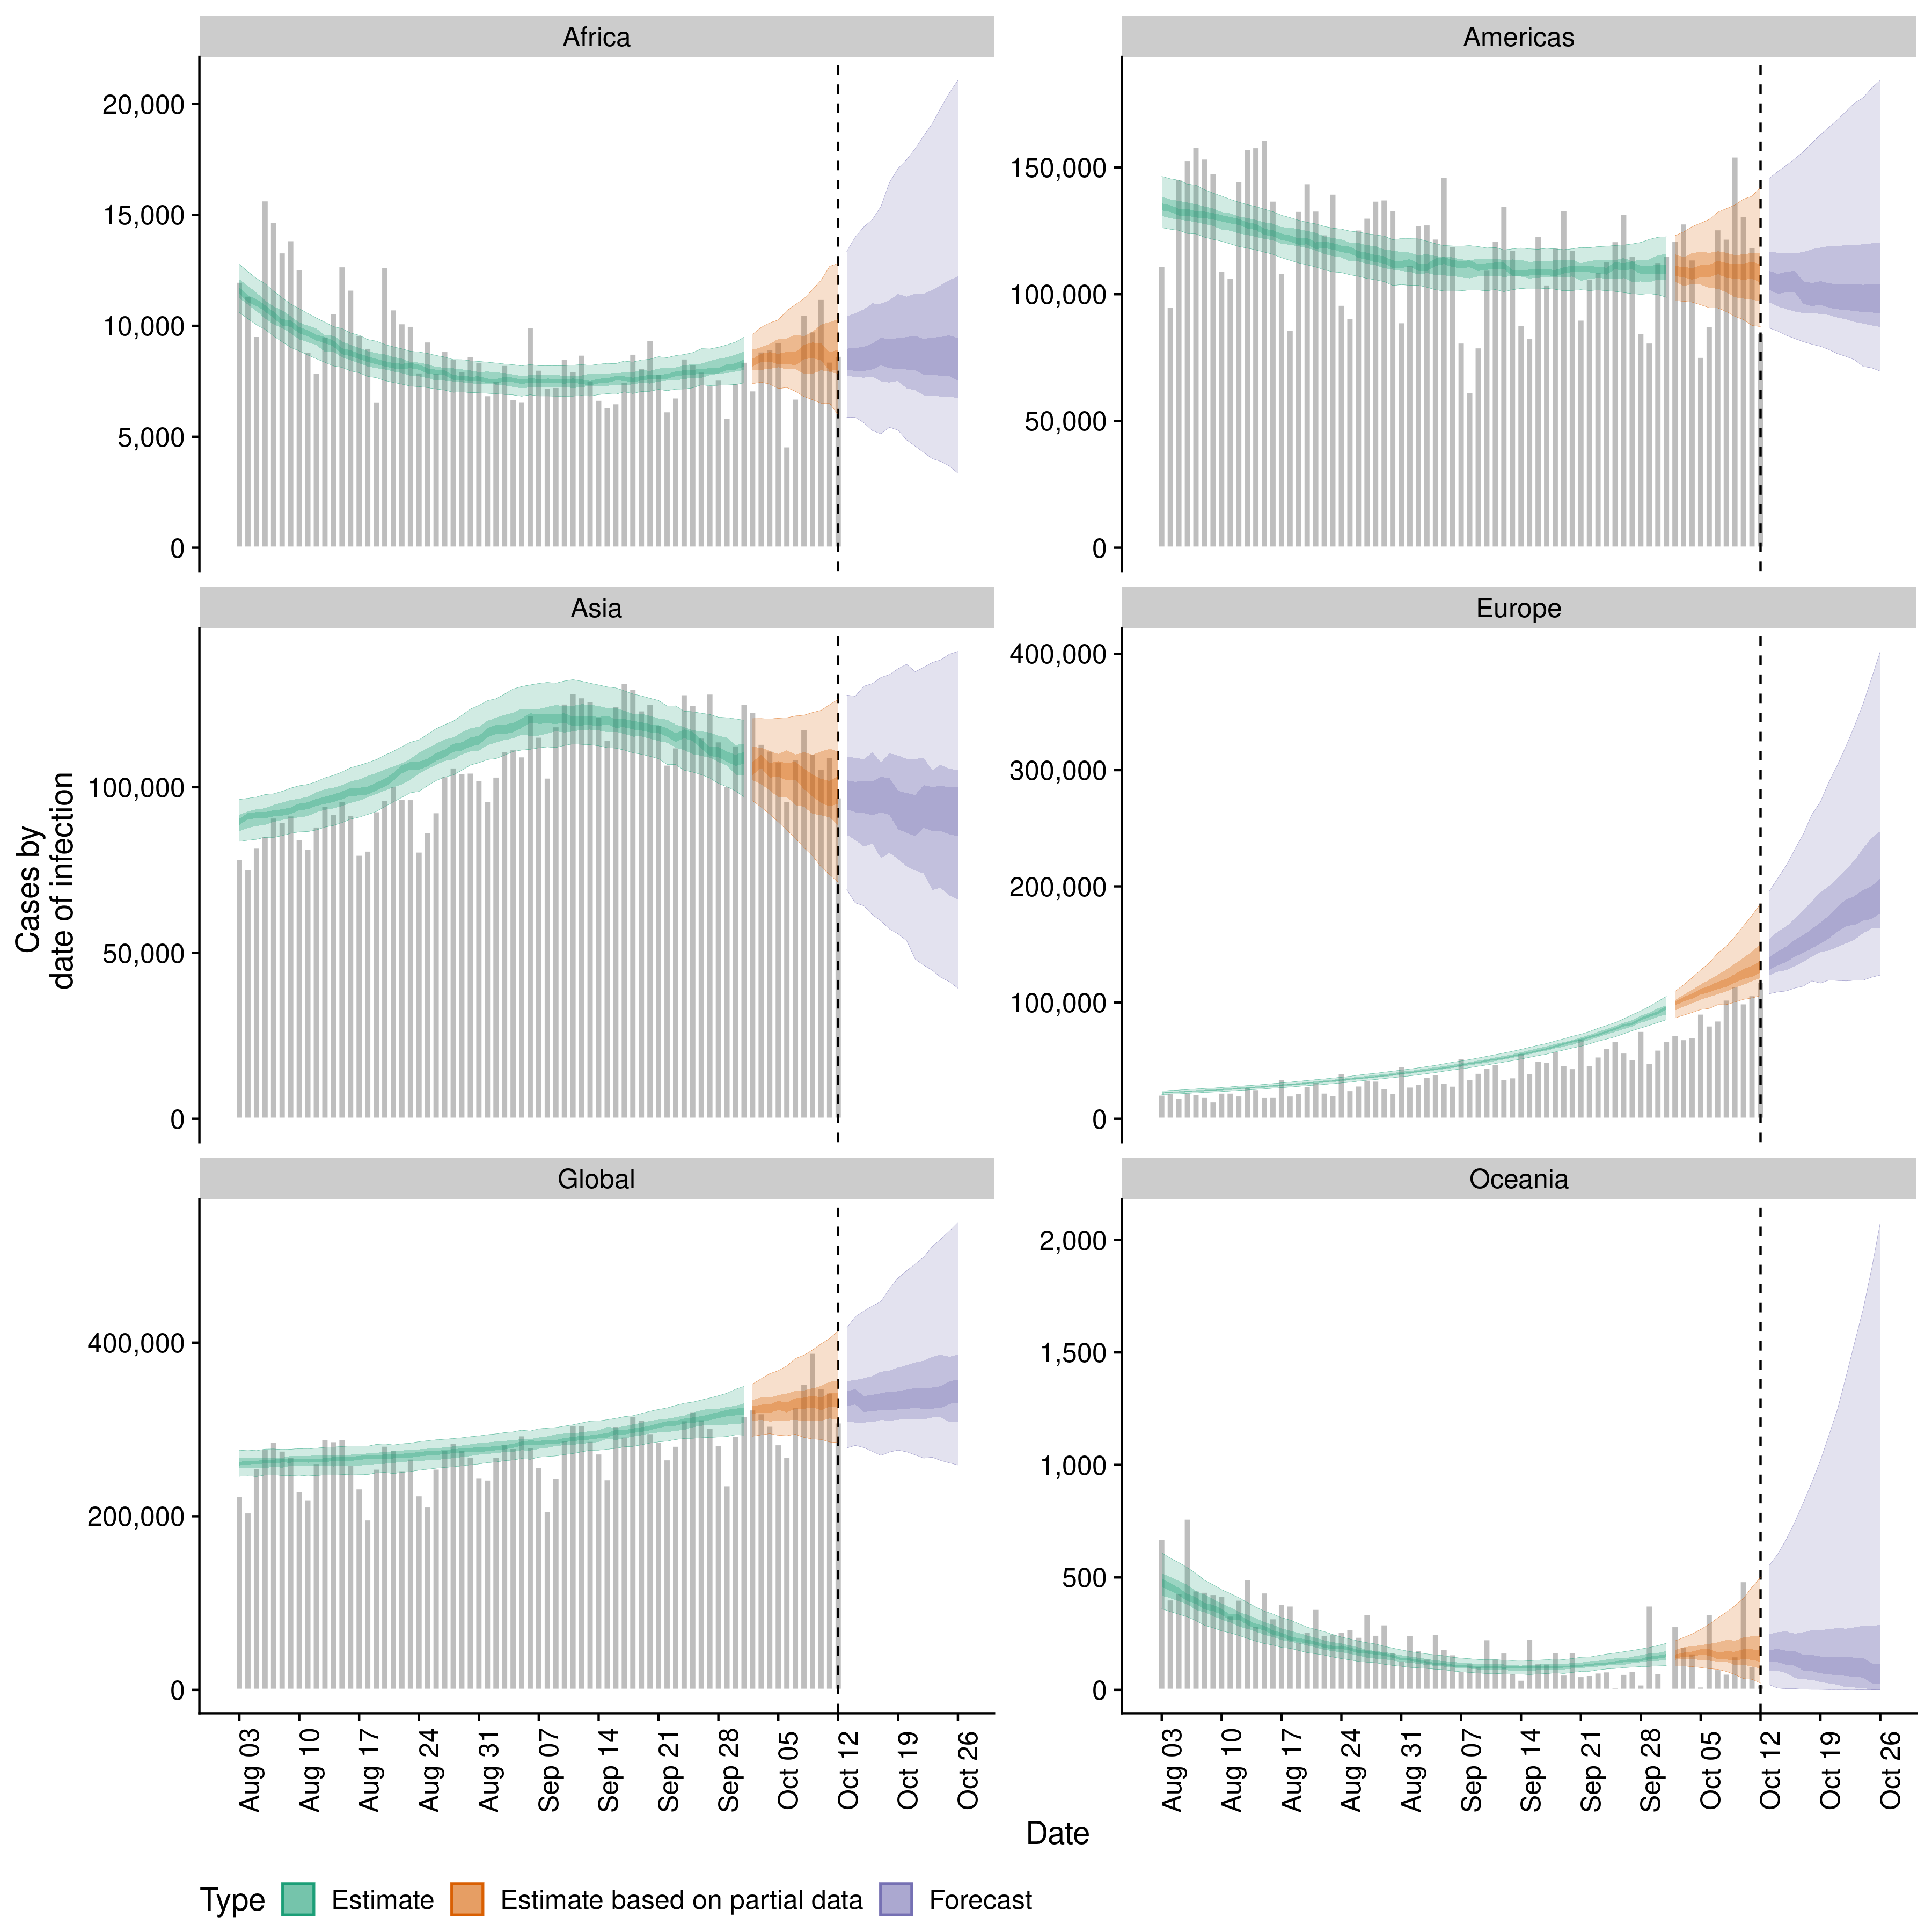 Africa
Americas
20,000
15,000
10,000
5,000
0
150,000
100,000
50,000
0
Asia
Europe
100,000
50,000
0
400,000
300,000
200,000
100,000
0
Cases by
date of infection
Global
Oceania
400,000
200,000
0
2,000
1,500
1,000
500
0
Aug 03
Aug 10
Aug 17
Aug 24
Aug 31
Sep 07
Sep 14
Sep 21
Sep 28
Oct 05
Oct 12
Oct 19
Oct 26
Aug 03
Aug 10
Aug 17
Aug 24
Aug 31
Sep 07
Sep 14
Sep 21
Sep 28
Oct 05
Oct 12
Oct 19
Oct 26
Date
Type Estimate Estimate based on partial data Forecast